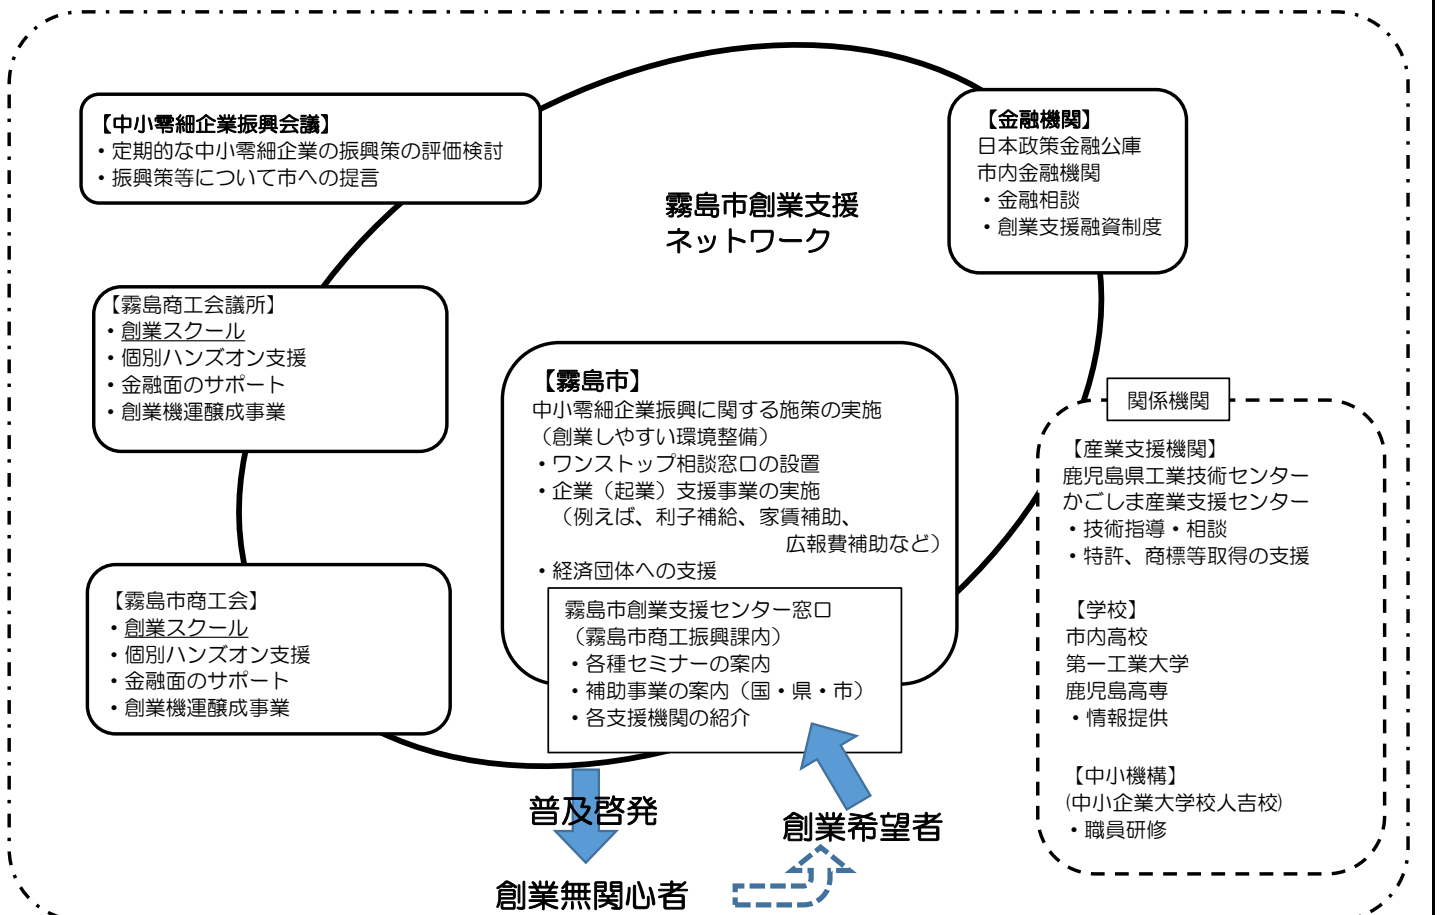 【中小零細企業振興会議】
・定期的な中小零細企業の振興策の評価検討
・振興策等について市への提言
【金融機関】
日本政策金融公庫
市内金融機関
・金融相談
・創業支援融資制度
霧島市創業支援
ネットワーク
【霧島商工会議所】
・創業スクール
・個別ハンズオン支援
・金融面のサポート
・創業機運醸成事業
【霧島市】
中小零細企業振興に関する施策の実施
（創業しやすい環境整備）
・ワンストップ相談窓口の設置
・企業（起業）支援事業の実施
（例えば、利子補給、家賃補助、
広報費補助など）
・経済団体への支援
霧島市創業支援センター窓口
（霧島市商工振興課内）
・各種セミナーの案内
・補助事業の案内（国・県・市）
・各支援機関の紹介
関係機関
【産業支援機関】
鹿児島県工業技術センター
かごしま産業支援センター
・技術指導・相談
・特許、商標等取得の支援
【学校】
市内高校
第一工業大学
鹿児島高専
・情報提供
【中小機構】
(中小企業大学校人吉校)
・職員研修
【霧島市商工会】
・創業スクール
・個別ハンズオン支援
・金融面のサポート
・創業機運醸成事業
普及啓発
創業希望者
創業無関心者